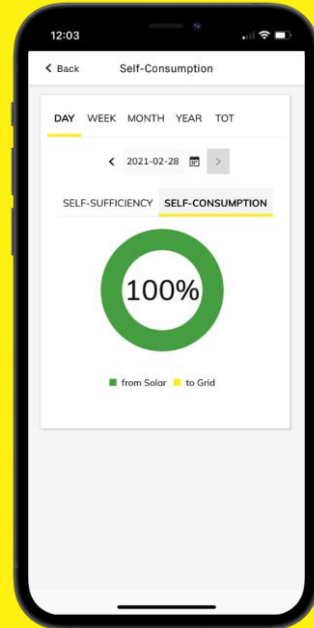 12:03
Back Self-Consumption
DAY WEEK MONTH YEAR TOT
2021-02-28
SELF-SUFFICIENCY SELF-CONSUMPTION
100%
from Solar to Grid